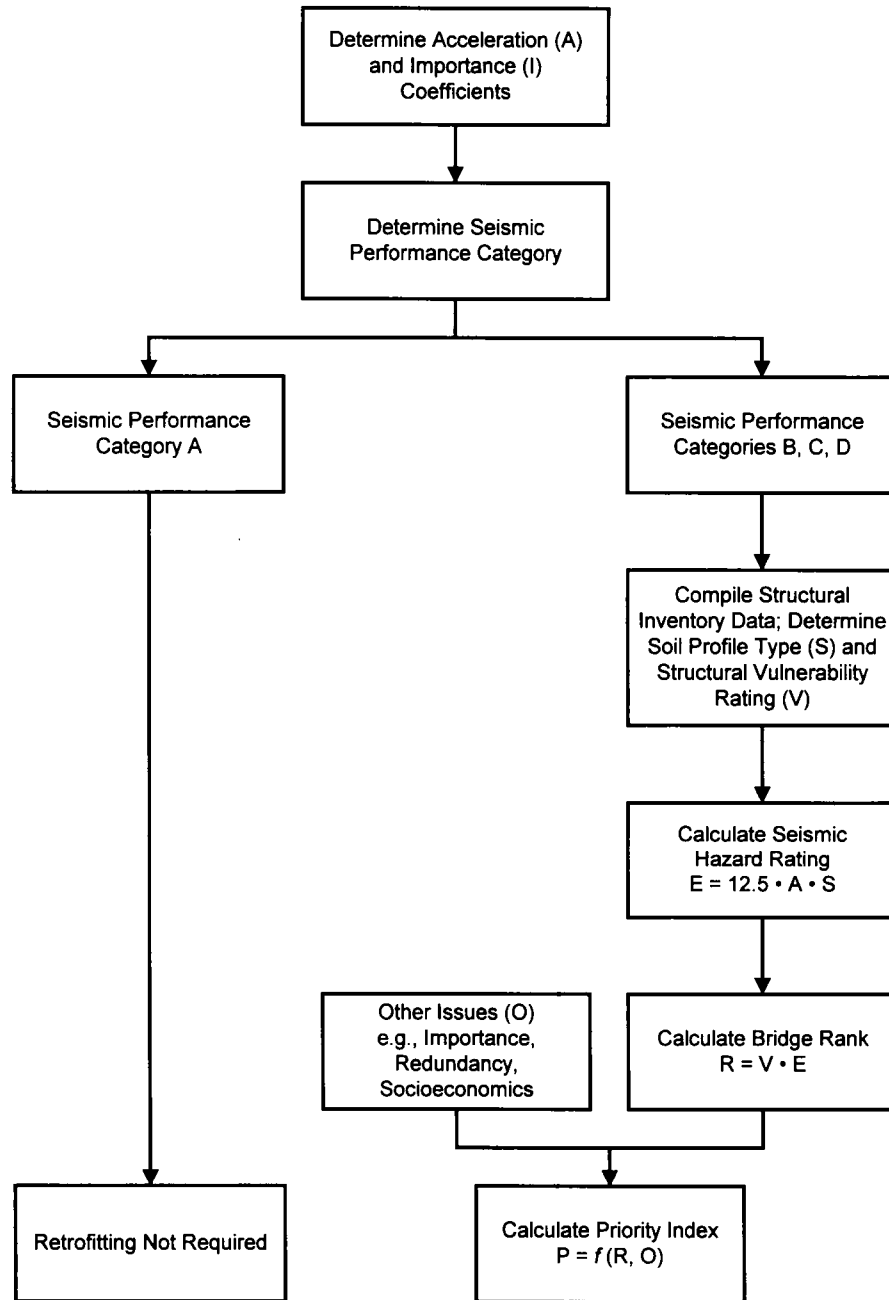 Determine Acceleration (A)
and Importance (I)
Coefficients
Determine Seismic
Performance Category
Seismic Performance
Category A
Seismic Performance
Categories B, C, D
Compile Structural
Inventory Data; Determine
Soil Profile Type (S) and
Structural Vulnerability
Rating (V)
Calculate Seismic
Hazard Rating
E = 12.5 • A • S
Other Issues (O)
e.g., Importance,
Redundancy,
Socioeconomics
Calculate Bridge Rank
R = V • E
Retrofitting Not Required
Calculate Priority Index
P = f (R, O)